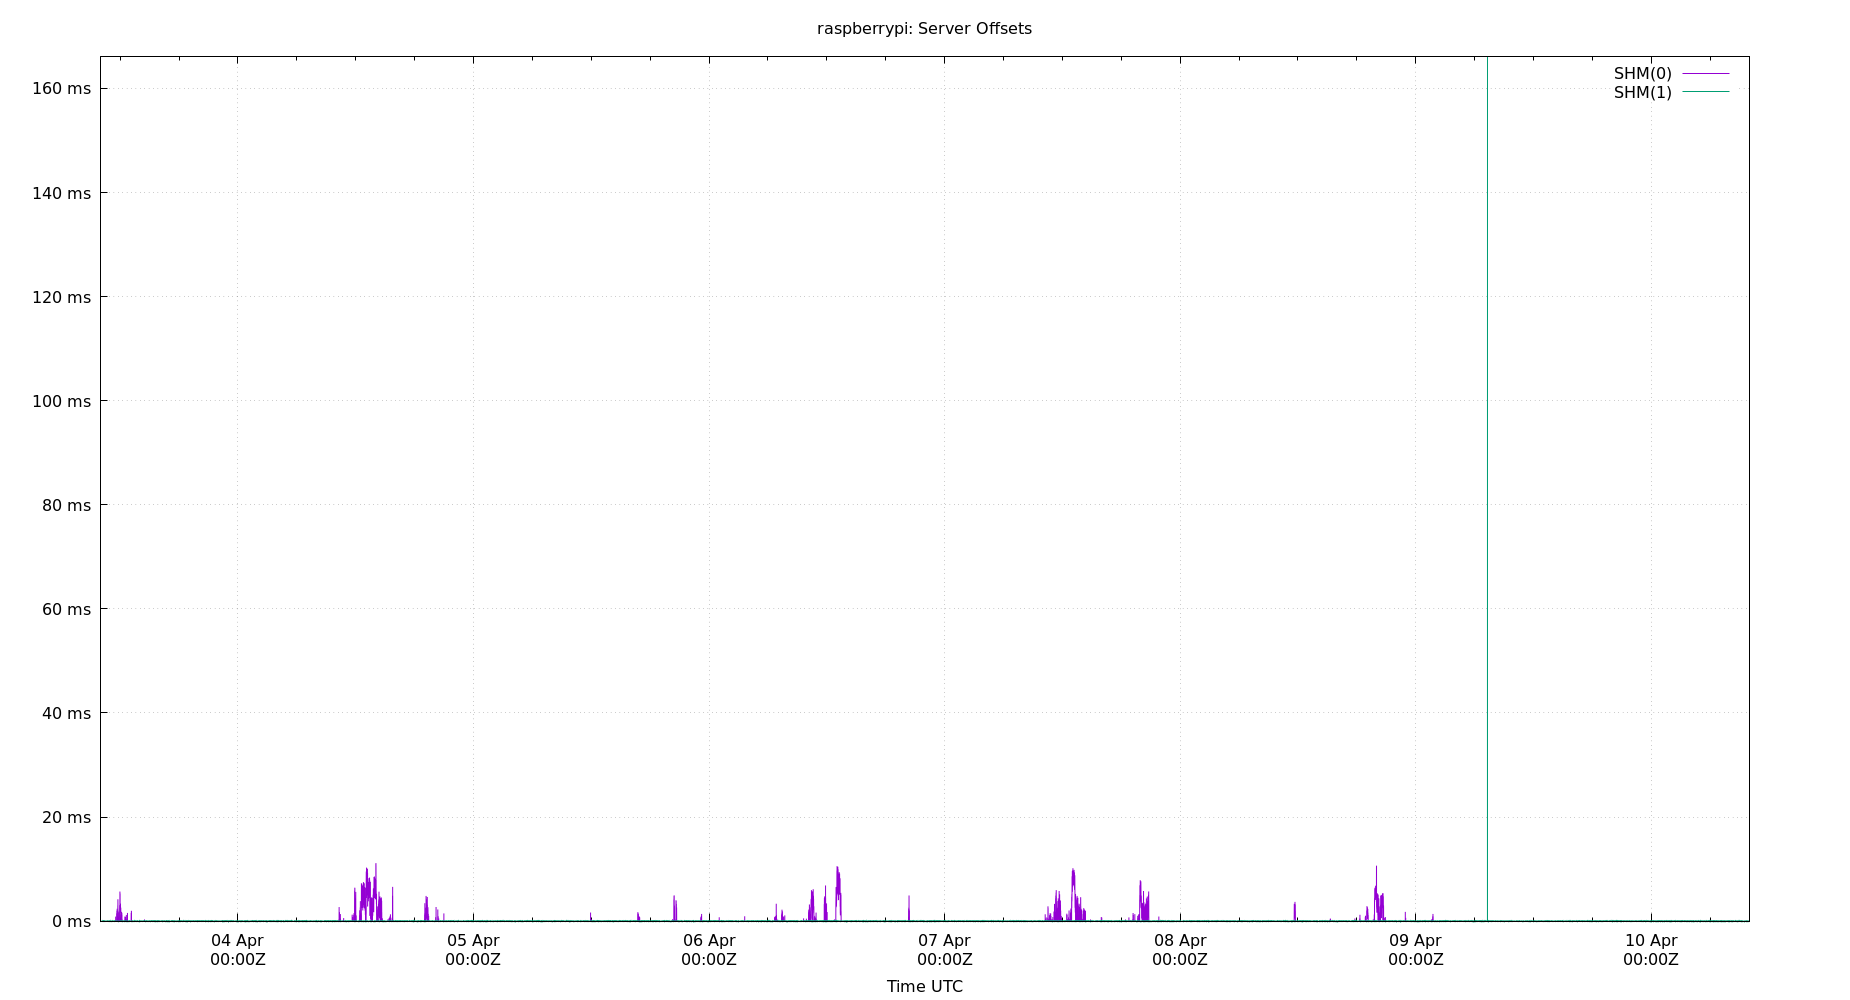 raspberrypi: Server Offsets
SHM(0)
SHM(1)
160 ms
140 ms
120 ms
100 ms
80 ms
60 ms
40 ms
20 ms
0 ms
04 Apr 05 Apr 06 Apr 07 Apr 08 Apr 09 Apr 10 Apr
00:00Z 00:00Z 00:00Z 00:00Z 00:00Z 00:00Z 00:00Z
Time UTC